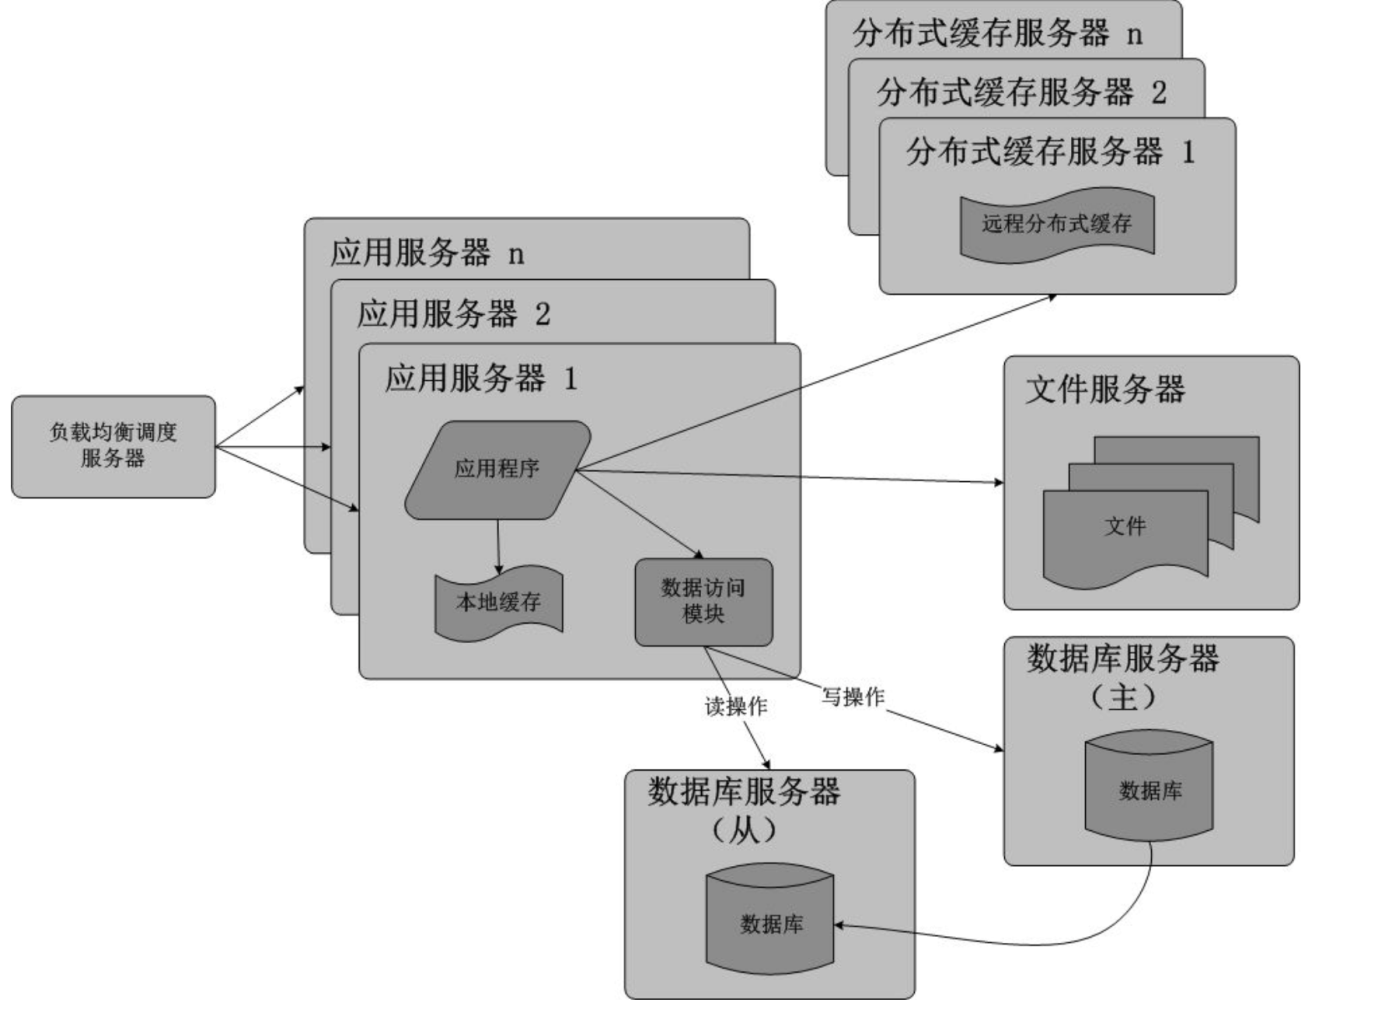 分布式缓存服务器 n
分布式缓存服务器 2
分布式缓存服务器 1
远程分布式缓存
应用服务器 n
应用服务器 2
应用服务器 1
负载均衡调度
服务器
应用程序
本地缓存
数据访问
模块
文件服务器
文件
读操作
写操作
数据库服务器
（主）
数据库
数据库服务器
（从）
数据库